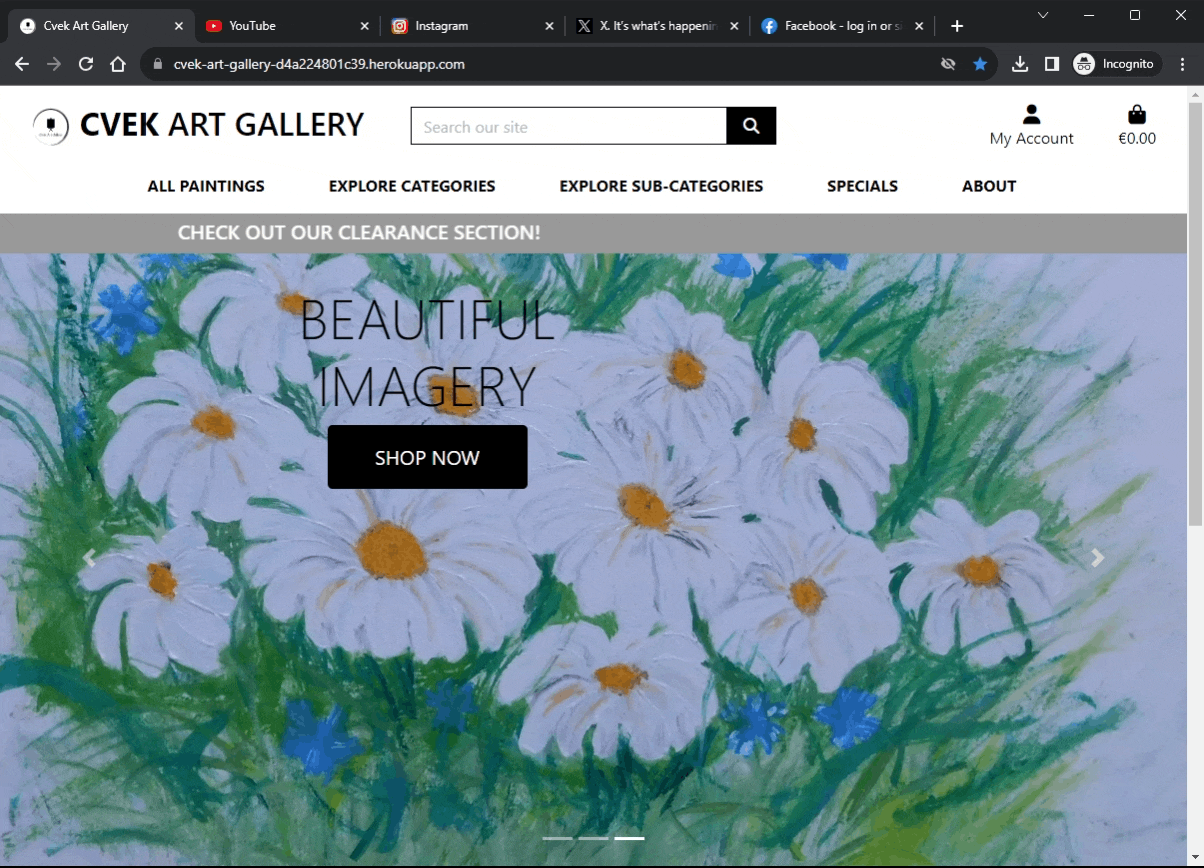 Cvek Art Gallery
YouTube
Instagram
X. It's what's happenin
Facebook - log in or s
cvek-art-gallery-d4a224801c39.herokuapp.com
Incognito
CVEK ART GALLERY
Search our site
My Account
€0.00
ALL PAINTINGS
EXPLORE CATEGORIES
EXPLORE SUB-CATEGORIES
SPECIALS
ABOUT
CHECK OUT OUR CLEARANCE SECTION!
BEAUTIFUL
IMAGERY
SHOP NOW